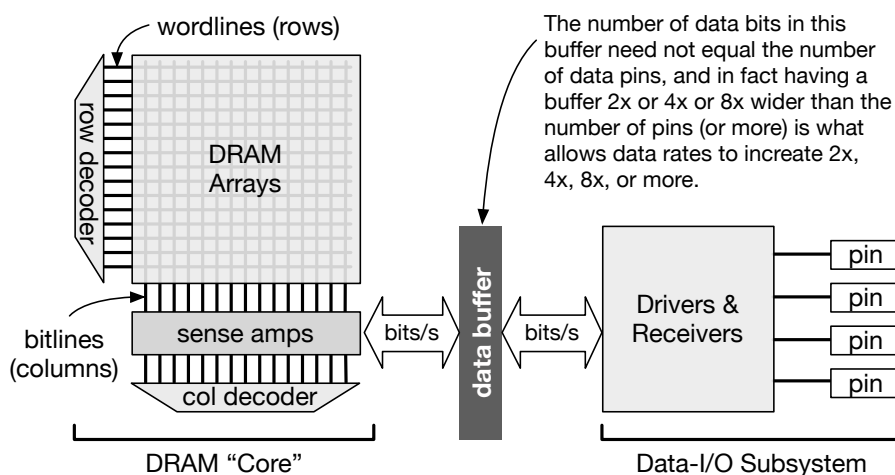 wordlines (rows)
The number of data bits in this
buffer need not equal the number
of data pins, and in fact having a
buffer 2x or 4x or 8x wider than the
number of pins (or more) is what
allows data rates to increate 2x,
4x, 8x, or more.
row decoder
DRAM
Arrays
bitlines
(columns)
sense amps
col decoder
bits/s
data buffer
bits/s
Drivers &
Receivers
pin
pin
pin
pin
DRAM “Core”
Data-I/O Subsystem